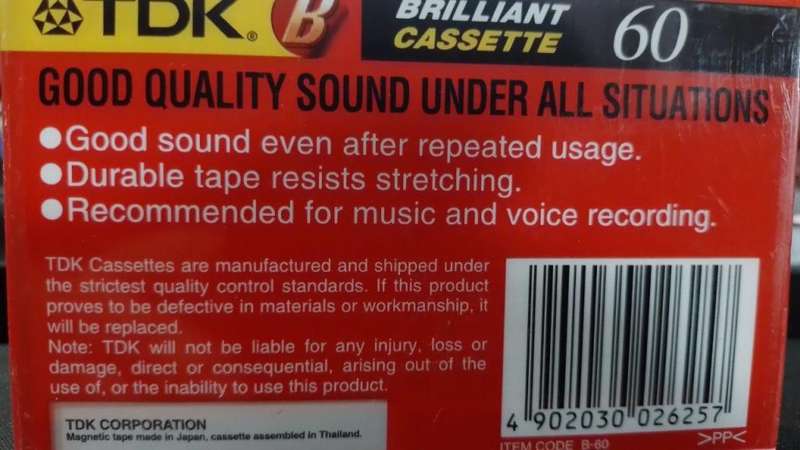 TDK® B BRILLIANT
CASSETTE 60
GOOD QUALITY SOUND UNDER ALL SITUATIONS
●Good sound even after repeated usage.
●Durable tape resists stretching.
●Recommended for music and voice recording.
TDK Cassettes are manufactured and shipped under
the strictest quality control standards. If this product
proves to be defective in materials or workmanship, it
will be replaced.
Note: TDK will not be liable for any injury, loss or
damage, direct or consequential, arising out of the
use of, or the inability to use this product.
TDK CORPORATION
Magnetic tape made in Japan, cassette assembled in Thailand.
4 902030 026257
ITEM CODE B-60 >PP<